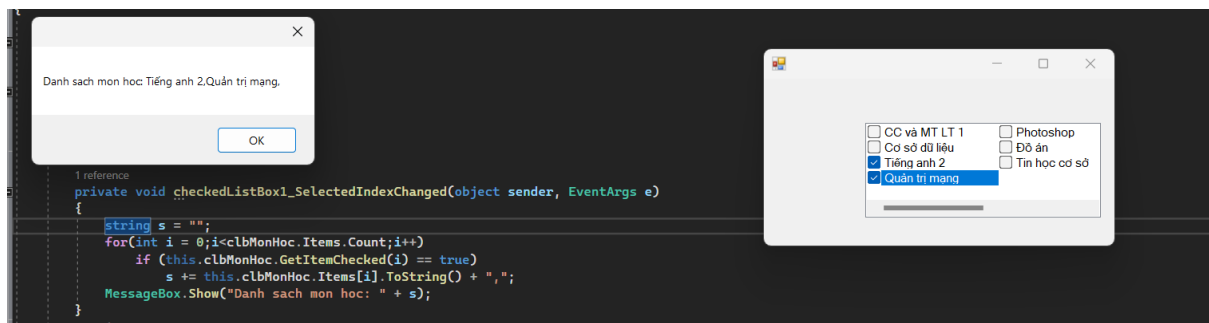 {
Danh sach mon hoc: Tiếng anh 2,Quản trị mạng,
OK
1 reference
private void checkedListBox1_SelectedIndexChanged(object sender, EventArgs e)
{
string s = "";
for(int i = 0;i<clbMonHoc.Items.Count;i++)
if (this.clbMonHoc.GetItemChecked(i) == true)
s += this.clbMonHoc.Items[i].ToString() + ",";
MessageBox.Show("Danh sach mon hoc: " + s);
}
CC và MT LT 1
Cơ sở dữ liệu
Tiếng anh 2
Quản trị mạng
Photoshop
Đồ án
Tin học cơ sở